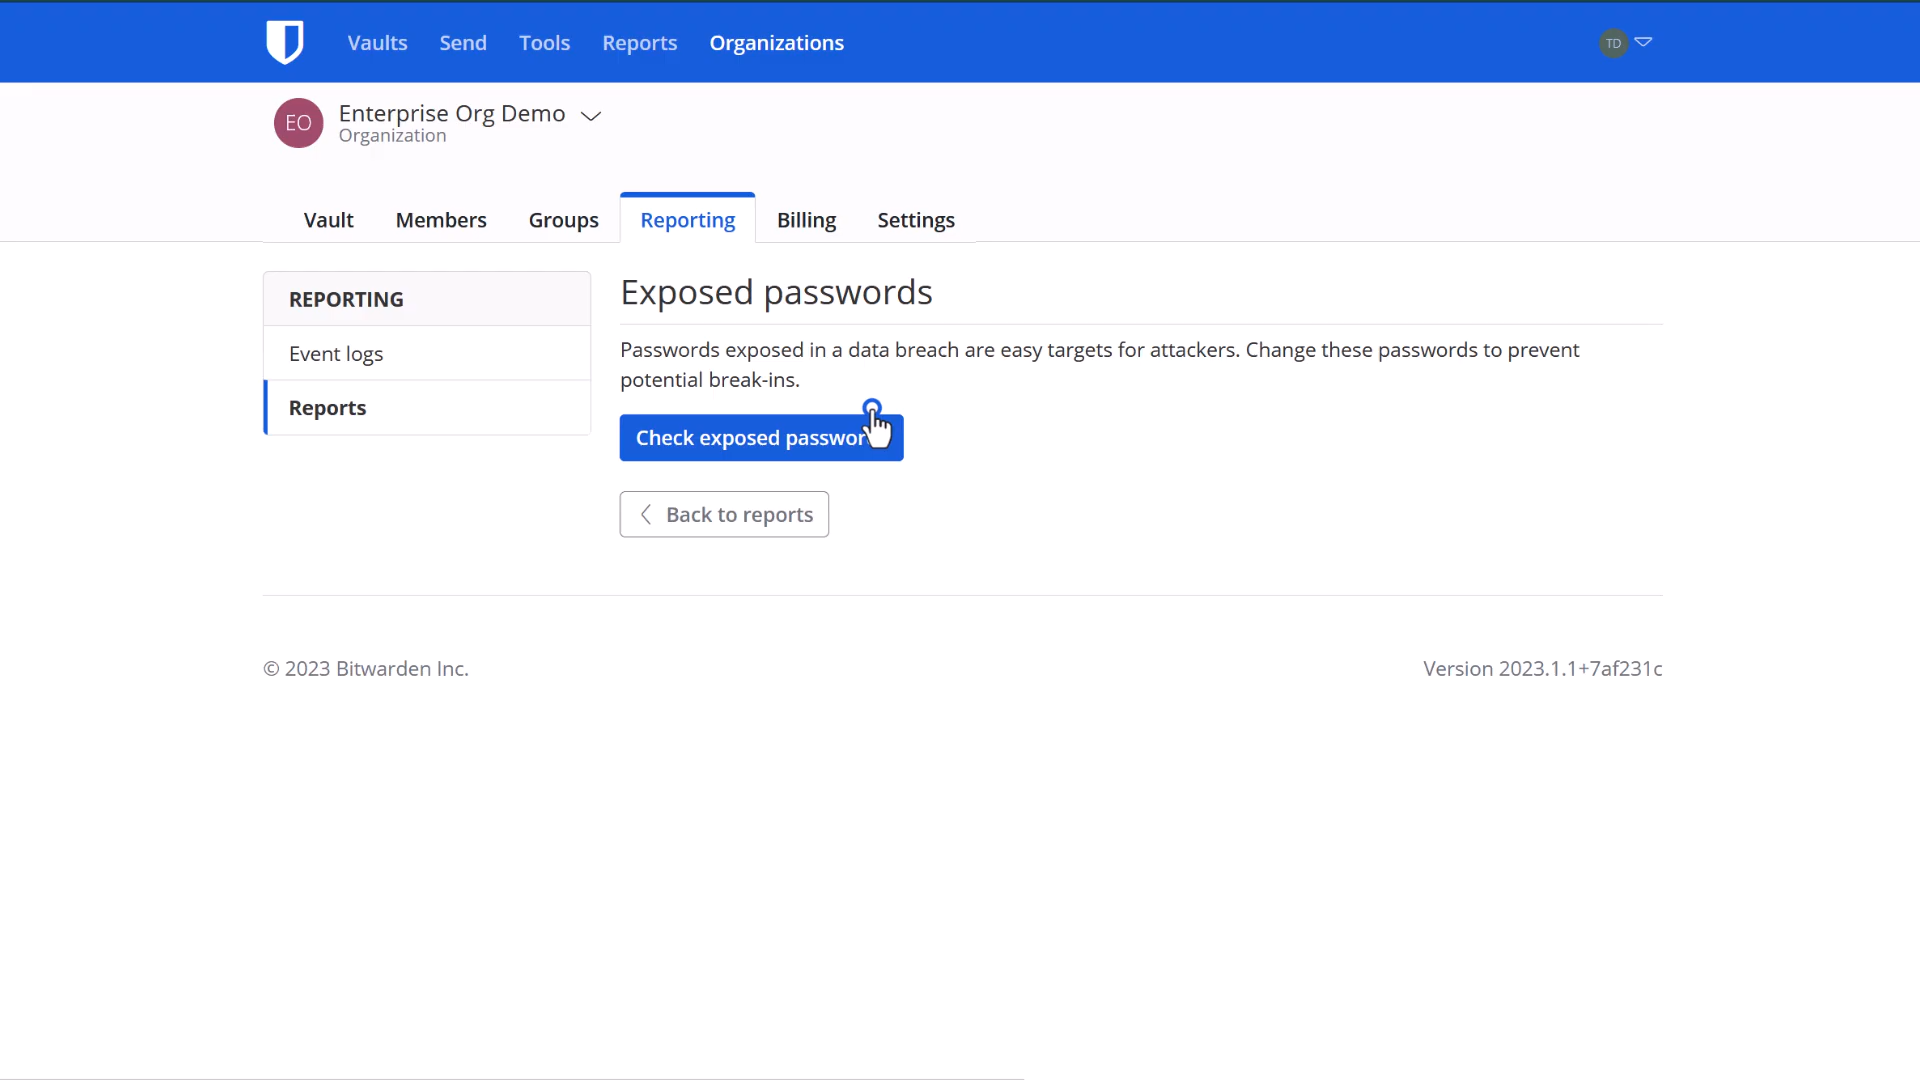 Vaults Send Tools Reports Organizations TD
EO Enterprise Org Demo
Organization
Vault Members Groups Reporting Billing Settings
REPORTING
Event logs
Reports
Exposed passwords
Passwords exposed in a data breach are easy targets for attackers. Change these passwords to prevent
potential break-ins.
Check exposed passwor
Back to reports
© 2023 Bitwarden Inc.
Version 2023.1.1+7af231c